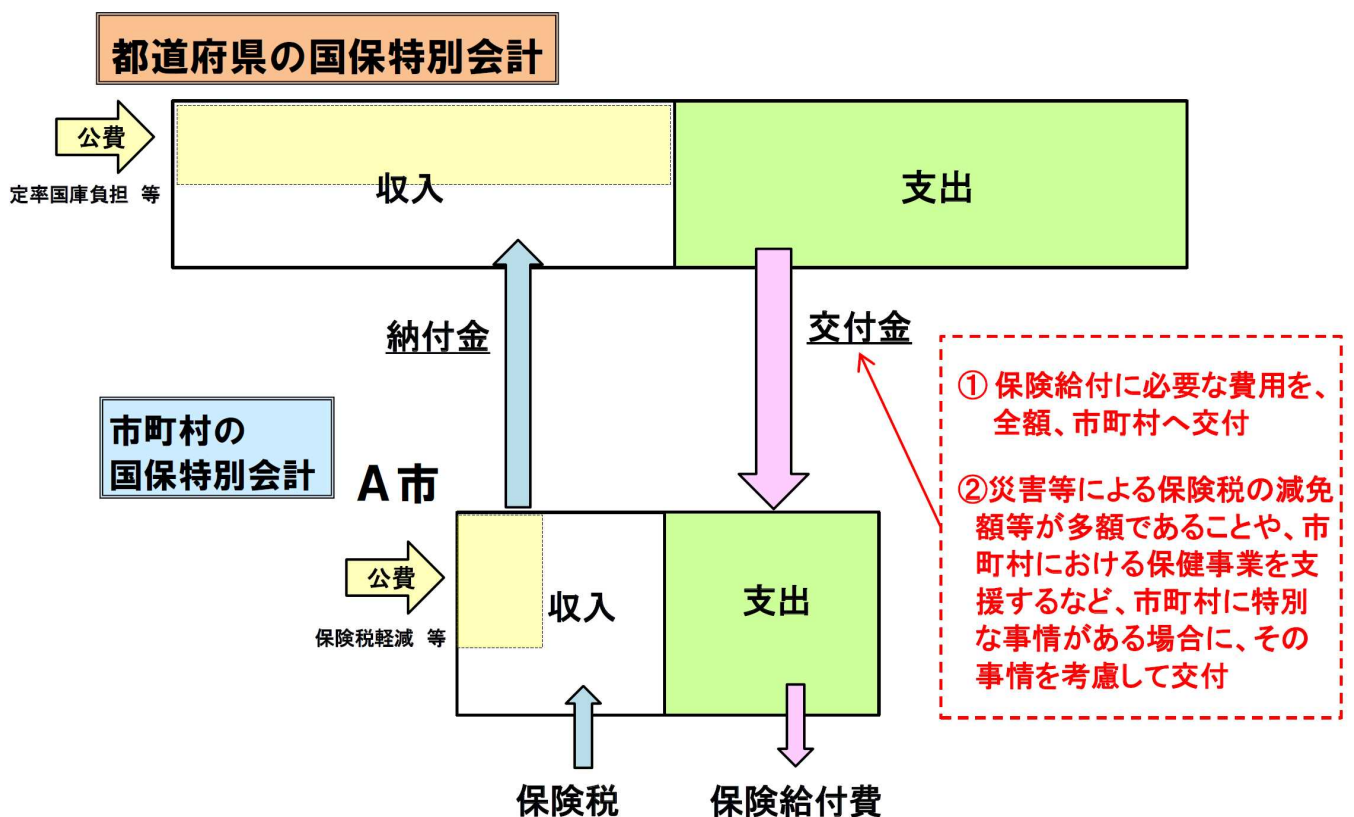 都道府県の国保特別会計
公費
定率国庫負担 等
収入
支出
納付金
交付金
① 保険給付に必要な費用を、
全額、市町村へ交付
②災害等による保険税の減免
額等が多額であることや、市
町村における保健事業を支
援するなど、市町村に特別
な事情がある場合に、その
事情を考慮して交付
市町村の
国保特別会計
A市
公費
保険税軽減 等
収入
支出
保険税
保険給付費